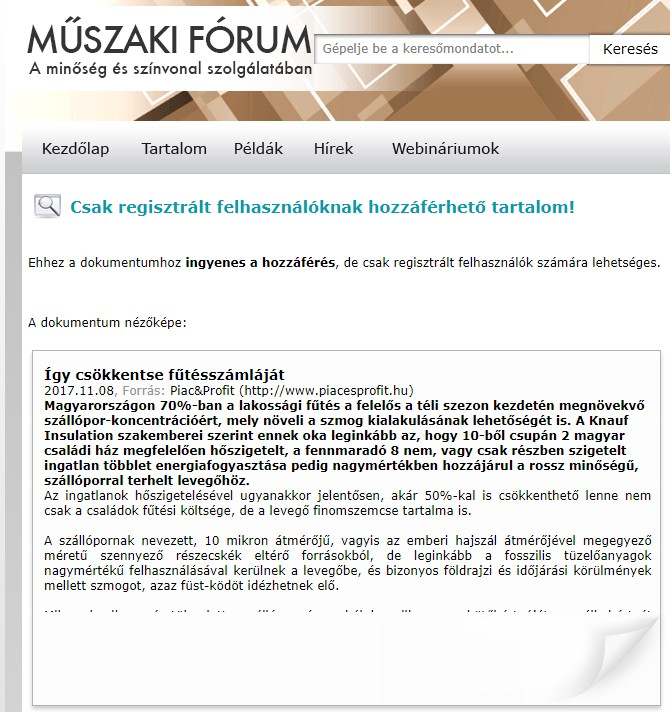 MŰSZAKI FÓRUM
A minőség és színvonal szolgálatában
Gépelje be a keresőmondatot...
Keresés
Kezdőlap Tartalom Példák Hírek Webináriumok
Csak regisztrált felhasználóknak hozzáférhető tartalom!
Ehhez a dokumentumhoz ingyenes a hozzáférés, de csak regisztrált felhasználók számára lehetséges.
A dokumentum nézőképe:
Így csökkentse fűtésszámláját
2017.11.08, Forrás: Piac&Profit (http://www.piacesprofit.hu)
Magyarországon 70%-ban a lakossági fűtés a felelős a téli szezon kezdetén megnövekvő
szállópor-koncentrációért, mely növeli a szmog kialakulásának lehetőségét is. A Knauf
Insulation szakemberei szerint ennek oka leginkább az, hogy 10-ből csupán 2 magyar
családi ház megfelelően hőszigetelt, a fennmaradó 8 nem, vagy csak részben szigetelt
ingatlan többlet energiafogyasztása pedig nagymértékben hozzájárul a rossz minőségű,
szállóporral terhelt levegőhöz.
Az ingatlanok hőszigetelésével ugyanakkor jelentősen, akár 50%-kal is csökkenthető lenne nem
csak a családok fűtési költsége, de a levegő finomszemcse tartalma is.
A szállópornak nevezett, 10 mikron átmérőjű, vagyis az emberi hajszál átmérőjével megegyező
méretű szennyező részecskék eltérő forrásokból, de leginkább a fosszilis tüzelőanyagok
nagymértékű felhasználásával kerülnek a levegőbe, és bizonyos földrajzi és időjárási körülmények
mellett szmogot, azaz füst-ködöt idézhetnek elő.